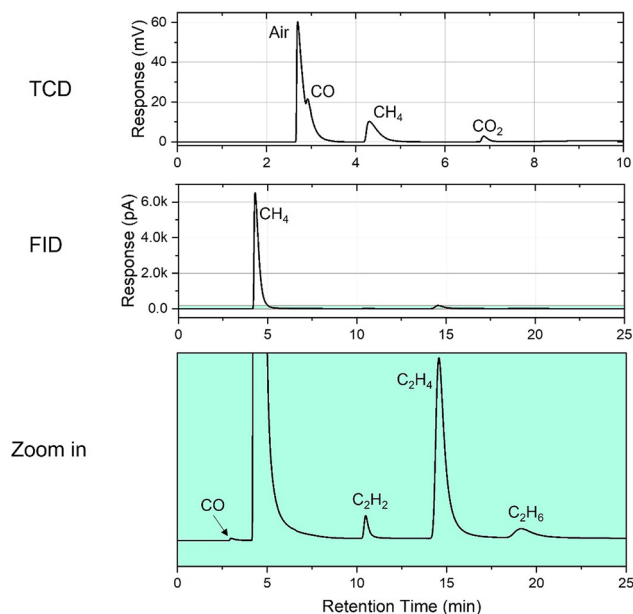 TCD
Response (mV)
60
40
20
0
Air
CO
CH₄
CO₂
0 2 4 6 8 10
FID
Response (pA)
6.0k
4.0k
2.0k
0.0
CH₄
0 5 10 15 20 25
Zoom in
CO
C₂H₂
C₂H₄
C₂H₆
0 5 10 15 20 25
Retention Time (min)